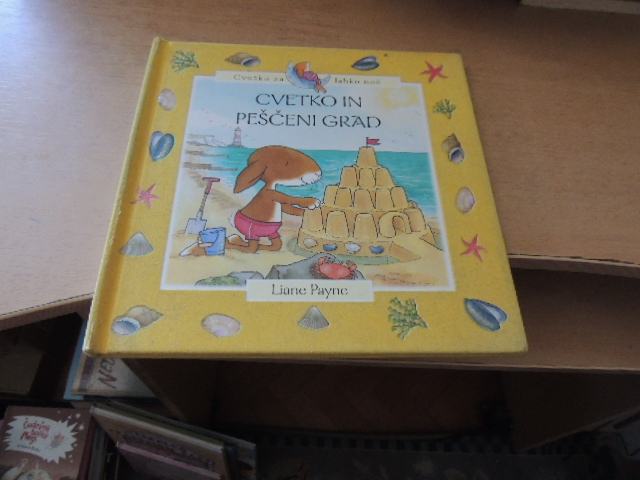 Cvetko za lahko noč
CVETKO IN
PEŠČENI GRAD
Liane Payne